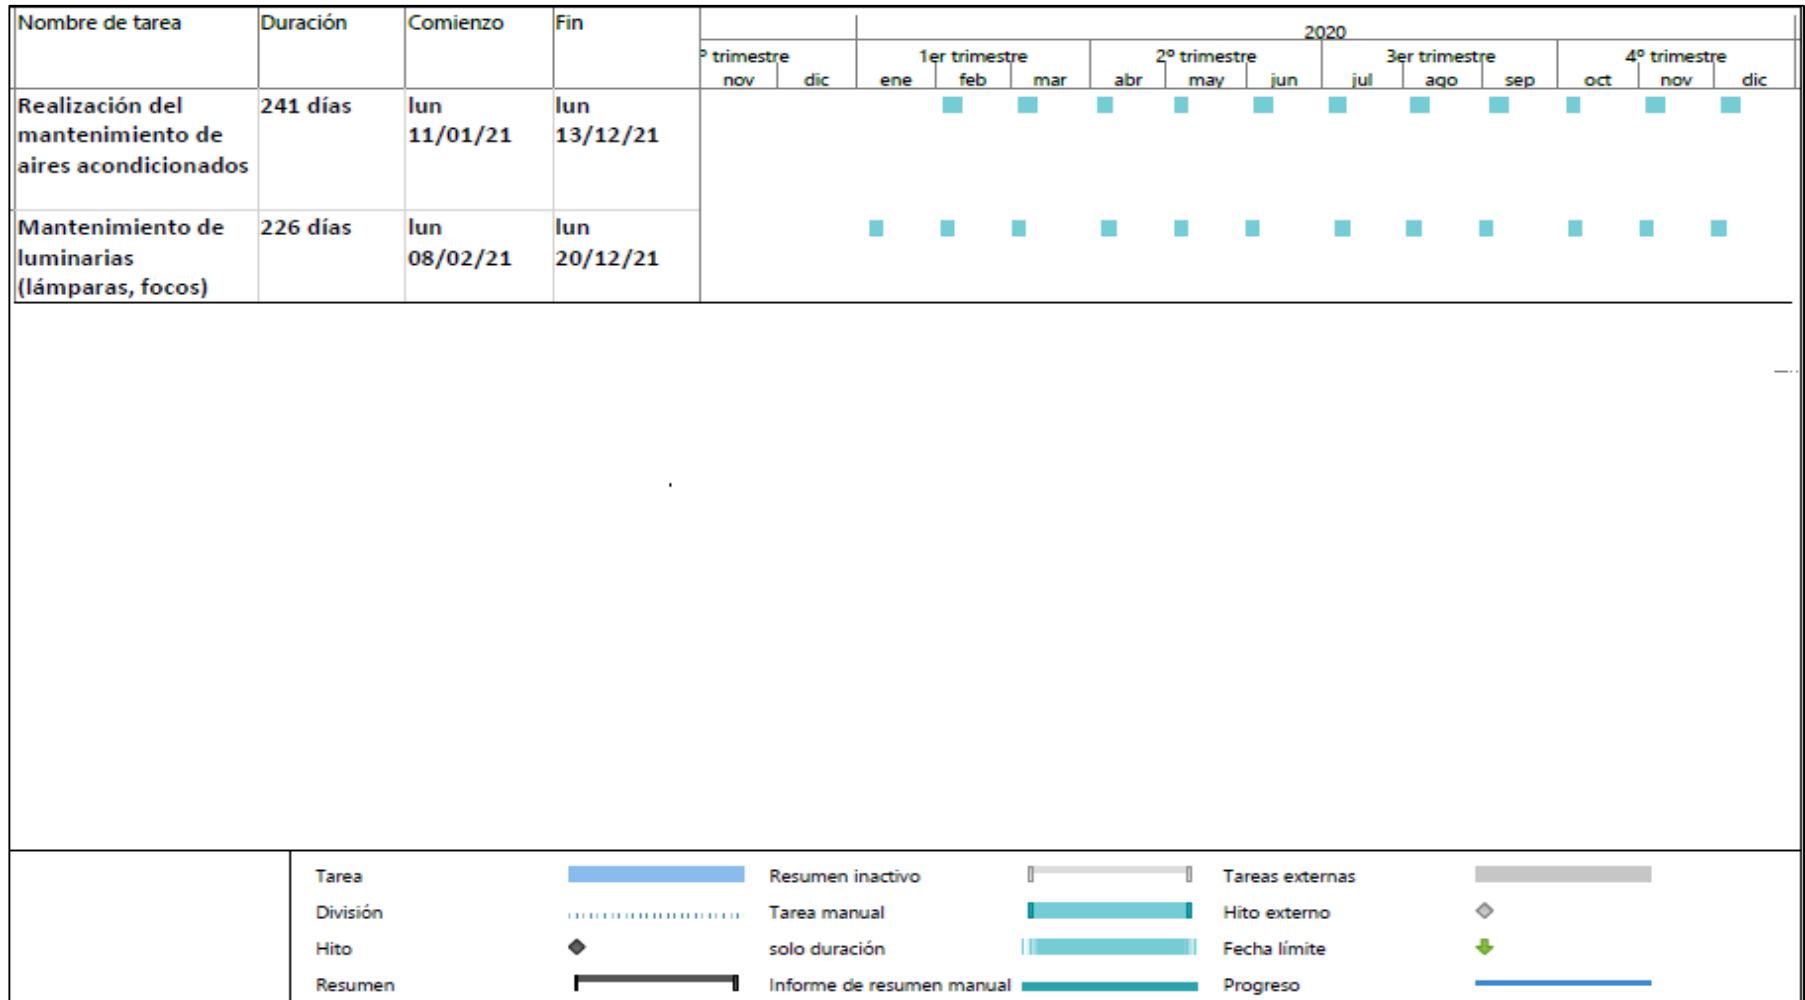 Nombre de tarea Duración Comienzo Fin
2020
º trimestre 1er trimestre 2º trimestre 3er trimestre 4º trimestre
nov dic ene feb mar abr may jun jul ago sep oct nov dic
Realización del 241 días lun lun
mantenimiento de 11/01/21 13/12/21
aires acondicionados
Mantenimiento de 226 días lun lun
luminarias 08/02/21 20/12/21
(lámparas, focos)
Tarea Resumen inactivo Tareas externas
División Tarea manual Hito externo
Hito solo duración Fecha límite
Resumen Informe de resumen manual Progreso